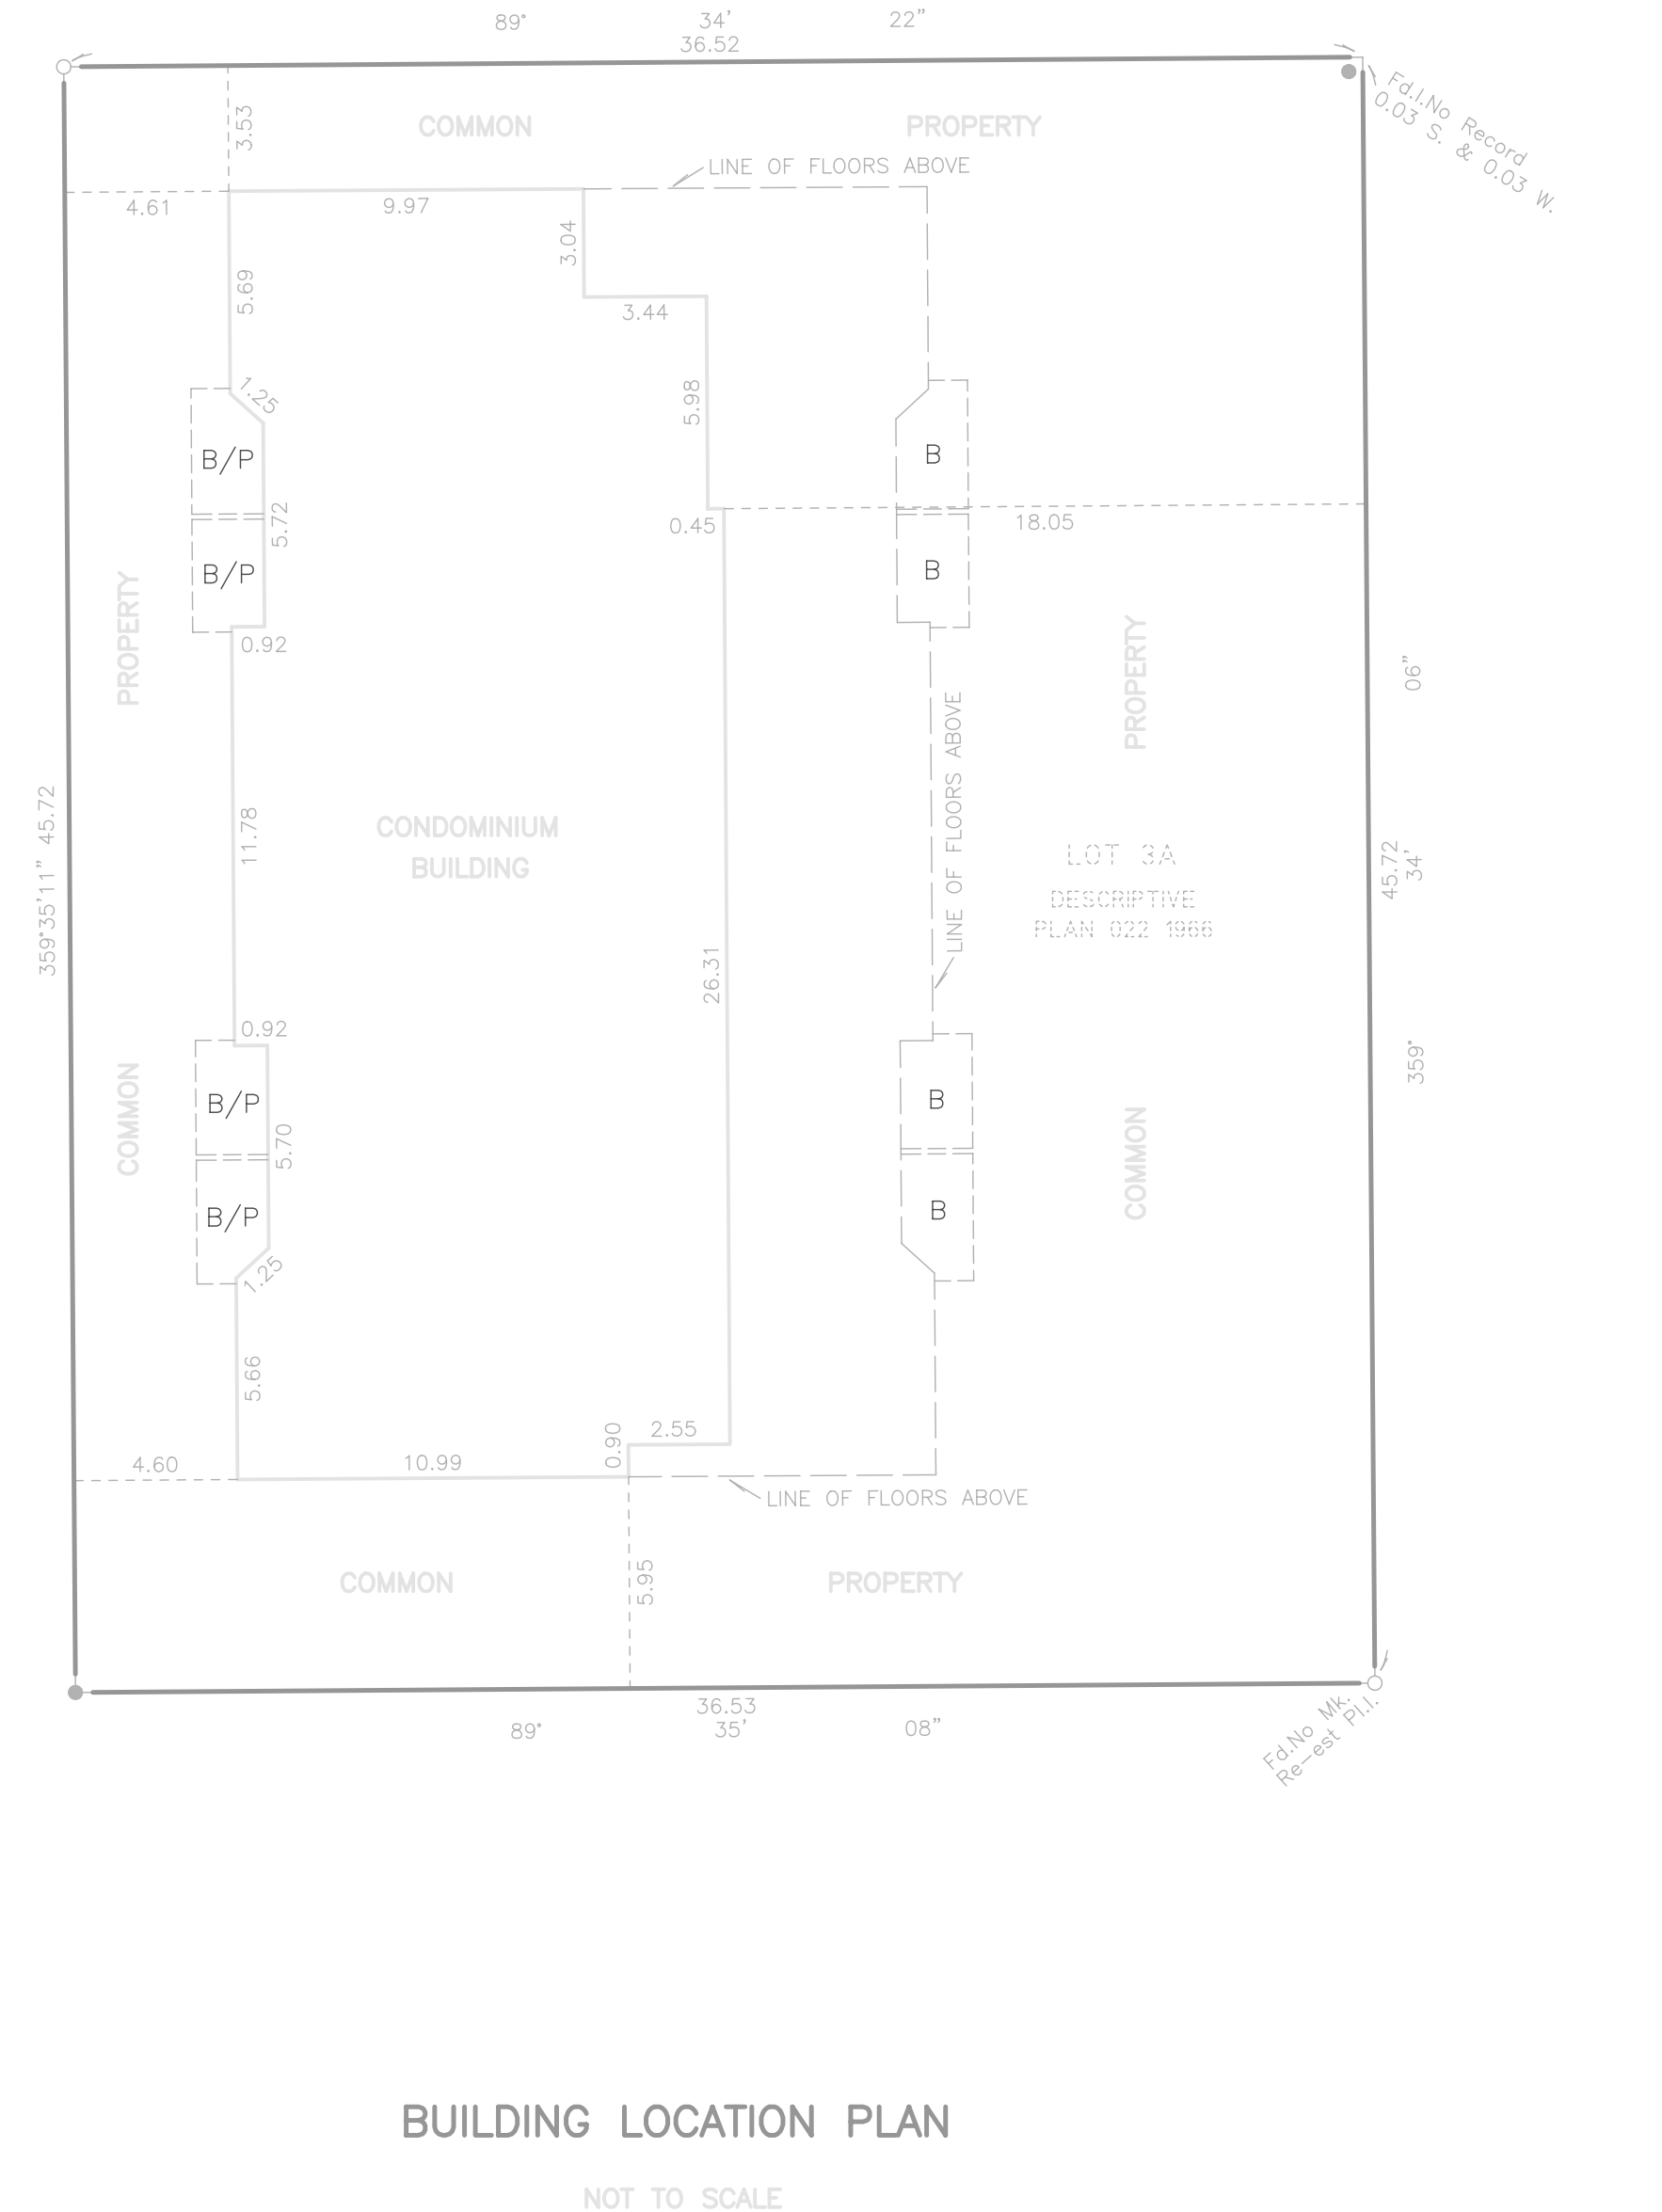 89° 34' 22"
36.52
Fd.I.No Record
0.03 S. & 0.03 W.
3.53
COMMON PROPERTY
LINE OF FLOORS ABOVE
4.61
9.97
3.04
5.69
3.44
1.25
5.98
B/P
B
5.72
0.45
18.05
B/P
B
0.92
PROPERTY
PROPERTY
06"
LINE OF FLOORS ABOVE
359°35'11" 45.72
11.78
CONDOMINIUM
BUILDING
LOT 3A
DESCRIPTIVE
PLAN 022 1966
45.72
34'
26.31
0.92
359°
COMMON
COMMON
B/P
B
5.70
B/P
B
1.25
5.66
0.90
2.55
4.60
10.99
LINE OF FLOORS ABOVE
5.95
COMMON PROPERTY
36.53
89° 35' 08"
Fd.No Mk.
Re-est Pl.I.
BUILDING LOCATION PLAN
NOT TO SCALE